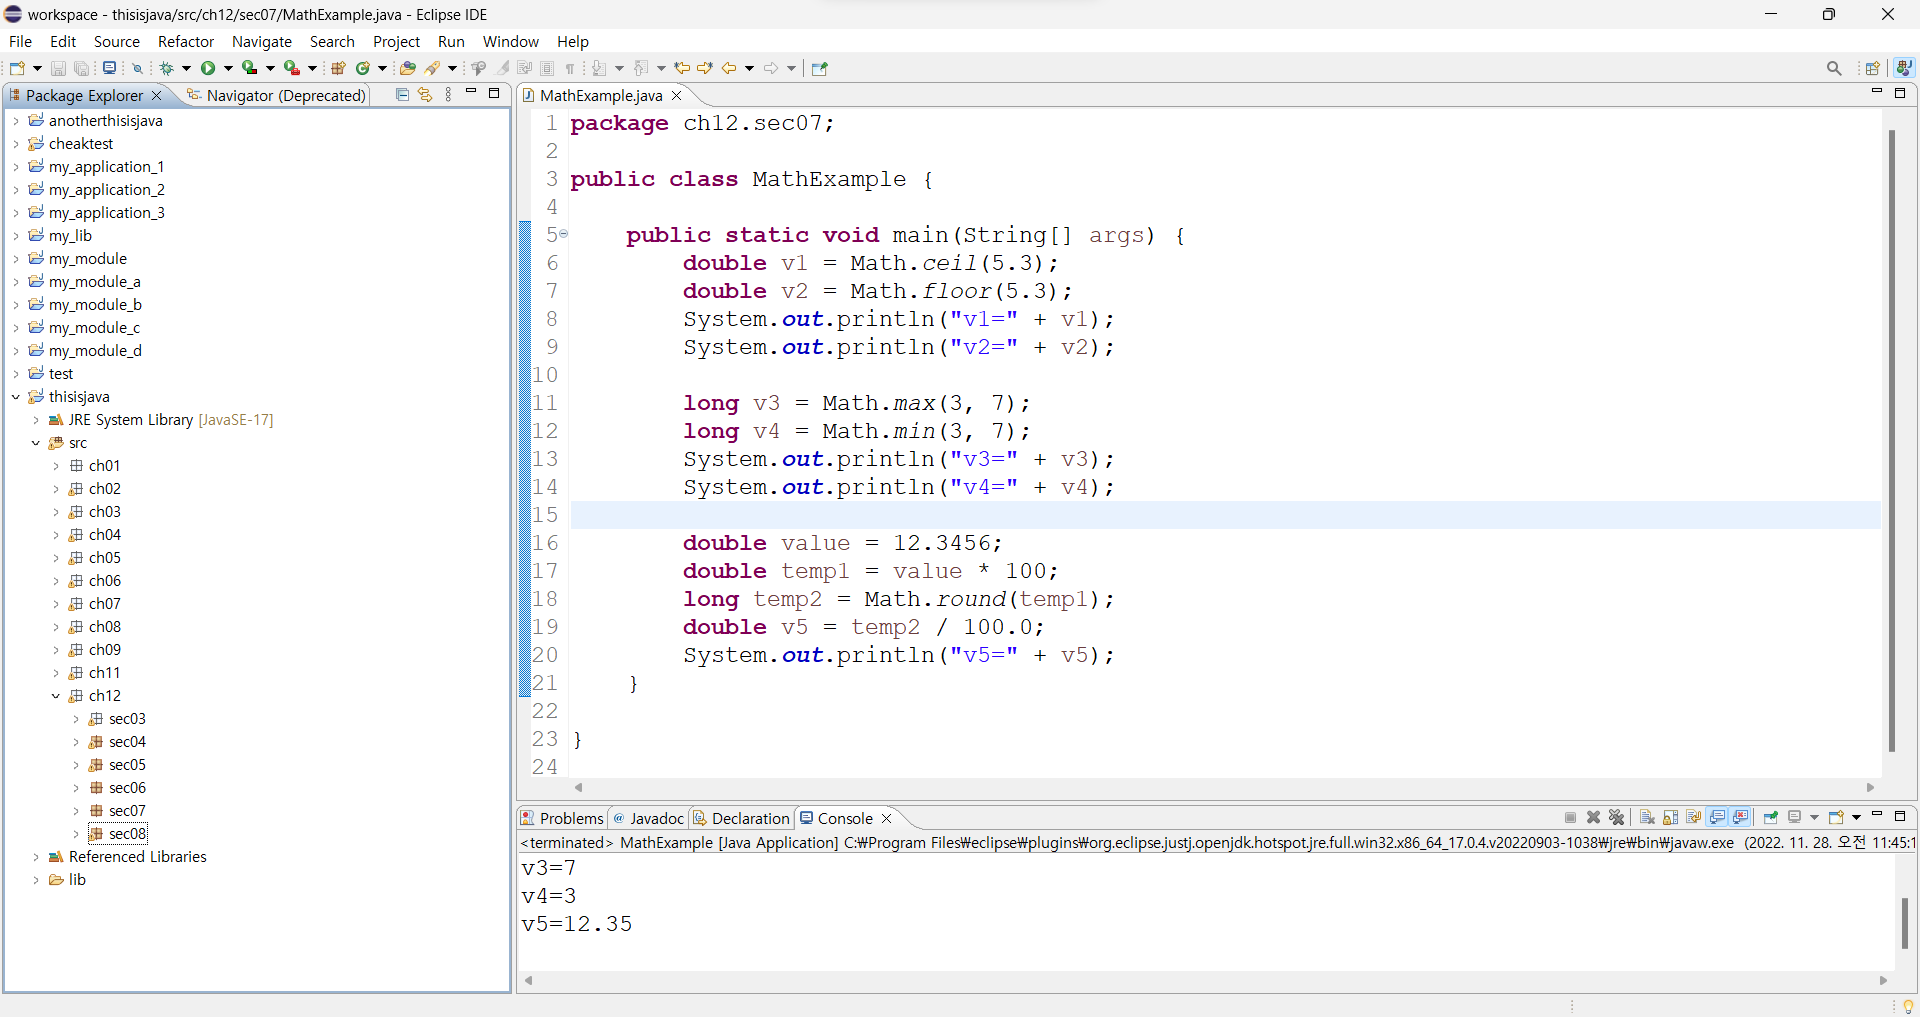 workspace - thisisjava/src/ch12/sec07/MathExample.java - Eclipse IDE
File Edit Source Refactor Navigate Search Project Run Window Help
Package Explorer
Navigator (Deprecated)
anotherthisisjava
cheaktest
my_application_1
my_application_2
my_application_3
my_lib
my_module
my_module_a
my_module_b
my_module_c
my_module_d
test
thisisjava
JRE System Library [JavaSE-17]
src
ch01
ch02
ch03
ch04
ch05
ch06
ch07
ch08
ch09
ch11
ch12
sec03
sec04
sec05
sec06
sec07
sec08
Referenced Libraries
lib
MathExample.java
1 package ch12.sec07;
2
3 public class MathExample {
4
5 public static void main(String[] args) {
6 double v1 = Math.ceil(5.3);
7 double v2 = Math.floor(5.3);
8 System.out.println("v1=" + v1);
9 System.out.println("v2=" + v2);
10
11 long v3 = Math.max(3, 7);
12 long v4 = Math.min(3, 7);
13 System.out.println("v3=" + v3);
14 System.out.println("v4=" + v4);
15
16 double value = 12.3456;
17 double temp1 = value * 100;
18 long temp2 = Math.round(temp1);
19 double v5 = temp2 / 100.0;
20 System.out.println("v5=" + v5);
21 }
22
23 }
24
Problems @ Javadoc Declaration Console
<terminated> MathExample [Java Application] C:₩Program Files₩eclipse₩plugins₩org.eclipse.justj.openjdk.hotspot.jre.full.win32.x86_64_17.0.4.v20220903-1038₩jre₩bin₩javaw.exe (2022. 11. 28. 오전 11:45:1
v3=7
v4=3
v5=12.35